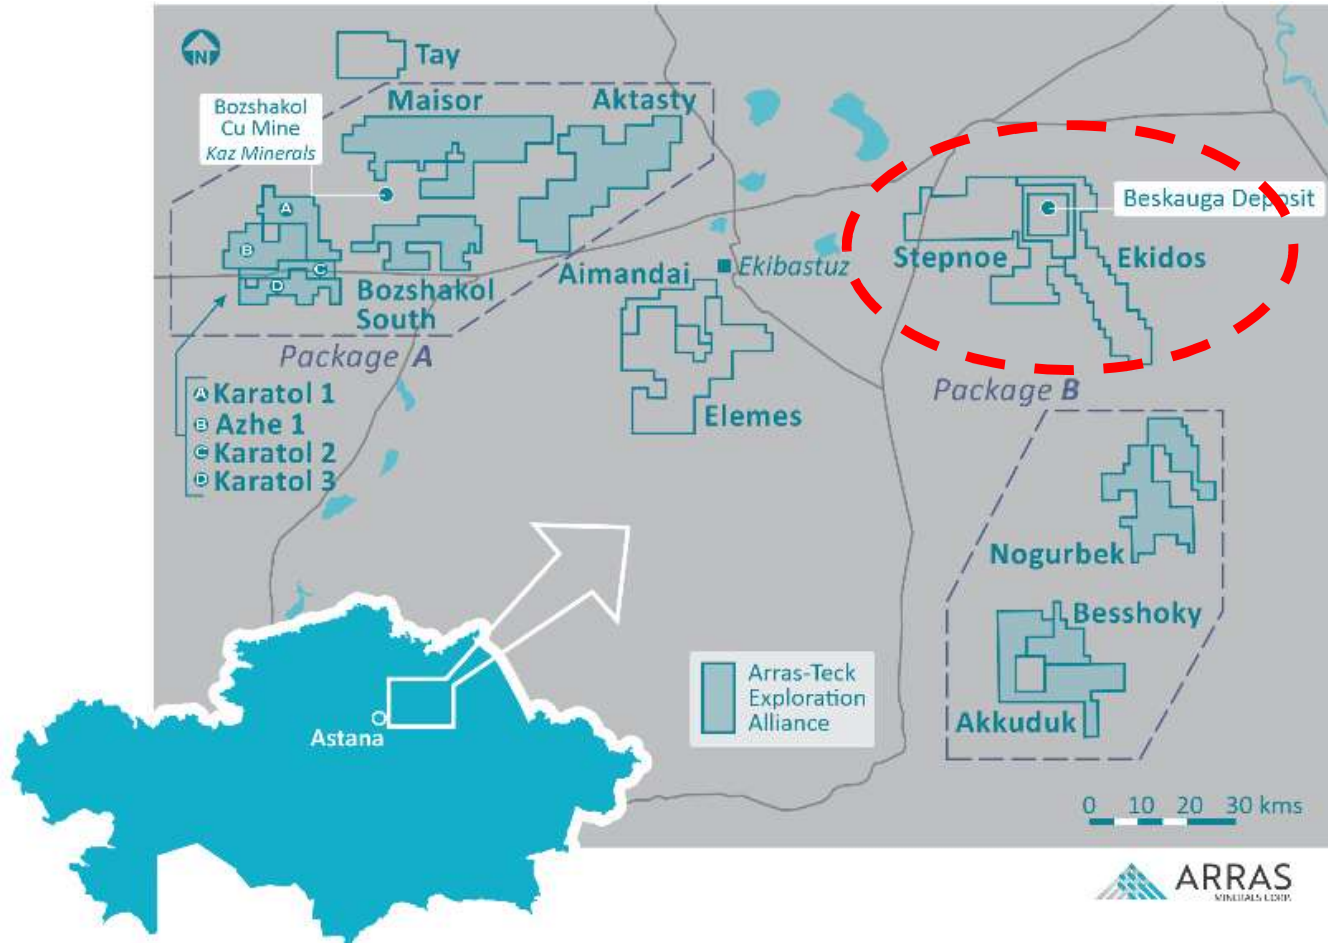 N
Tay
Bozshakol
Cu Mine
Kaz Minerals
Maisor
Aktasty
A
B
C
D
Bozshakol
South
Package A
Aimandai
Ekibastuz
Elemes
Stepnoe
Beskauga Deposit
Ekidos
Package B
A Karatol 1
B Azhe 1
C Karatol 2
D Karatol 3
Nogurbek
Besshoky
Akkuduk
Arras-Teck
Exploration
Alliance
Astana
0 10 20 30 kms
ARRAS
MINERALS CORP.